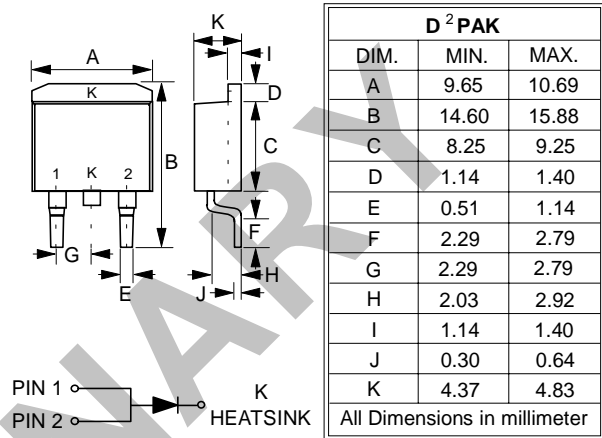 K
A
I
K
D
C
B
1 K 2
F
G
H
E
J
PIN 1
PIN 2
K
HEATSINK
D 2 PAK
DIM. MIN. MAX.
A 9.65 10.69
B 14.60 15.88
C 8.25 9.25
D 1.14 1.40
E 0.51 1.14
F 2.29 2.79
G 2.29 2.79
H 2.03 2.92
I 1.14 1.40
J 0.30 0.64
K 4.37 4.83
All Dimensions in millimeter
NARY